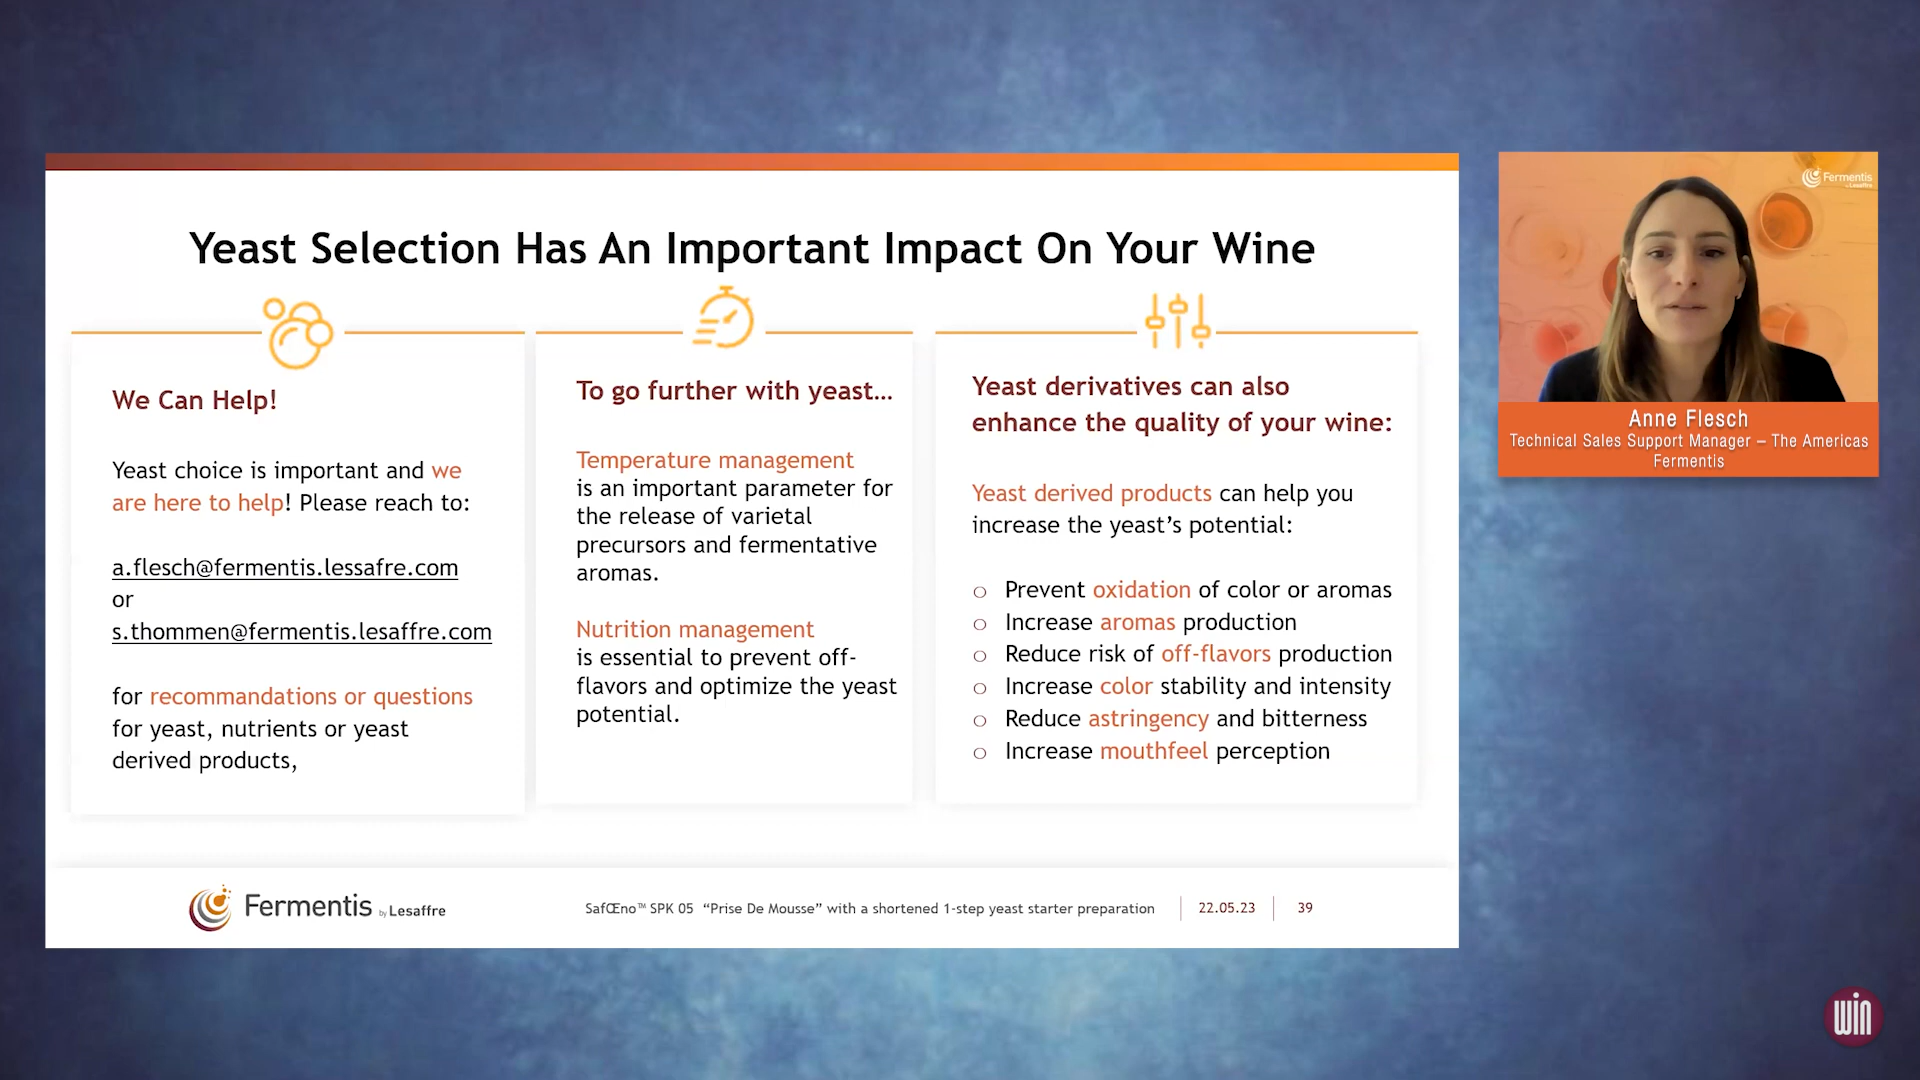 Yeast Selection Has An Important Impact On Your Wine
We Can Help!
Yeast choice is important and we
are here to help! Please reach to:
a.flesch@fermentis.lessafre.com
or
s.thommen@fermentis.lesaffre.com
for recommandations or questions
for yeast, nutrients or yeast
derived products,
To go further with yeast...
Temperature management
is an important parameter for
the release of varietal
precursors and fermentative
aromas.
Nutrition management
is essential to prevent off-
flavors and optimize the yeast
potential.
Yeast derivatives can also
enhance the quality of your wine:
Yeast derived products can help you
increase the yeast's potential:
o Prevent oxidation of color or aromas
o Increase aromas production
o Reduce risk of off-flavors production
o Increase color stability and intensity
o Reduce astringency and bitterness
o Increase mouthfeel perception
Fermentis by Lesaffre
SafŒno™ SPK 05 “Prise De Mousse” with a shortened 1-step yeast starter preparation
22.05.23
39
Fermentis
by Lesaffre
Anne Flesch
Technical Sales Support Manager – The Americas
Fermentis
win